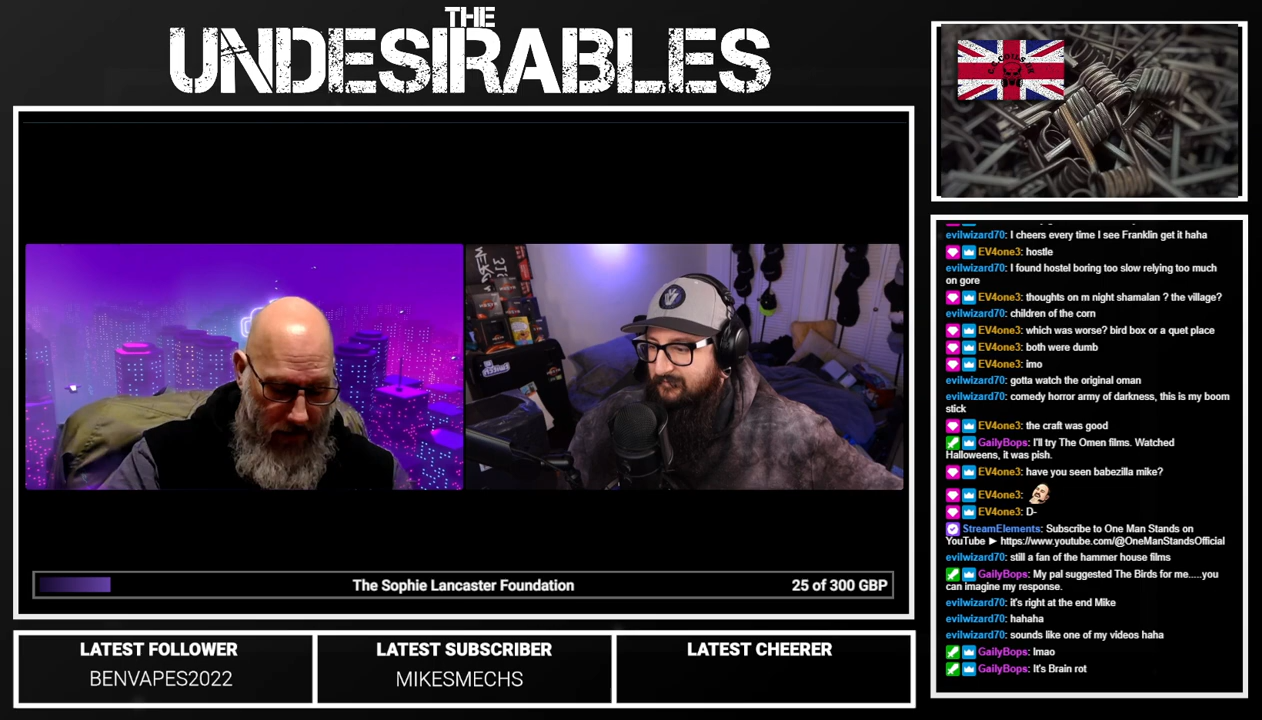 THE
UNDESIRABLES
evilwizard70: I cheers every time I see Franklin get it haha
EV4one3: hostle
evilwizard70: I found hostel boring too slow relying too much
on gore
EV4one3: thoughts on m night shamalan ? the village?
evilwizard70: children of the corn
EV4one3: which was worse? bird box or a quet place
EV4one3: both were dumb
EV4one3: imo
evilwizard70: gotta watch the original oman
evilwizard70: comedy horror army of darkness, this is my boom
stick
EV4one3: the craft was good
GailyBops: I'll try The Omen films. Watched
Halloweens, it was pish.
EV4one3: have you seen babezilla mike?
EV4one3:
EV4one3: D-
StreamElements: Subscribe to One Man Stands on
YouTube ► https://www.youtube.com/@OneManStandsOfficial
evilwizard70: still a fan of the hammer house films
GailyBops: My pal suggested The Birds for me.....you
can imagine my response.
evilwizard70: it's right at the end Mike
evilwizard70: hahaha
evilwizard70: sounds like one of my videos haha
GailyBops: lmao
GailyBops: It's Brain rot
The Sophie Lancaster Foundation 25 of 300 GBP
LATEST FOLLOWER
BENVAPES2022
LATEST SUBSCRIBER
MIKESMECHS
LATEST CHEERER